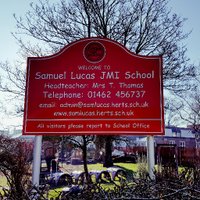 WELCOME TO
Samuel Lucas JMI School
Headteacher: Mrs T. Thomas
Telephone: 01462 456737
email: admin@samlucas.herts.sch.uk
www.samlucas.herts.sch.uk
All visitors please report to School Office